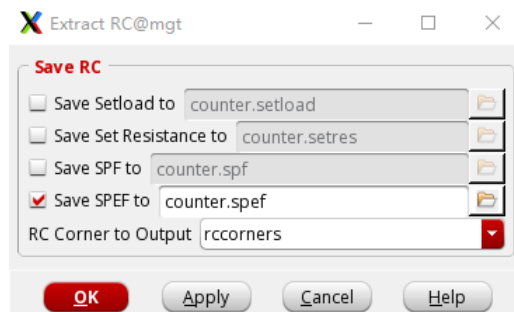 Extract RC@mgt
Save RC
Save Setload to counter.setload
Save Set Resistance to counter.setres
Save SPF to counter.spf
Save SPEF to counter.spef
RC Corner to Output rccorners
OK Apply Cancel Help